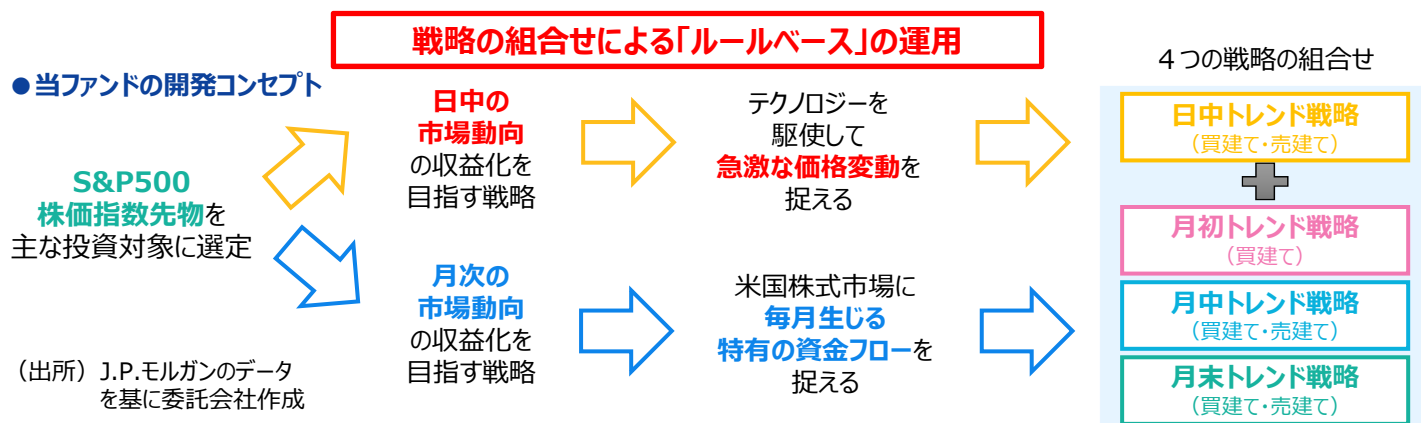 戦略の組合せによる「ルールベース」の運用
●当ファンドの開発コンセプト
S&P500
株価指数先物を
主な投資対象に選定
日中の
市場動向
の収益化を
目指す戦略
テクノロジーを
駆使して
急激な価格変動を
捉える
月次の
市場動向
の収益化を
目指す戦略
米国株式市場に
毎月生じる
特有の資金フローを
捉える
4つの戦略の組合せ
日中トレンド戦略
（買建て・売建て）
月初トレンド戦略
（買建て）
月中トレンド戦略
（買建て・売建て）
月末トレンド戦略
（買建て・売建て）
（出所）J.P.モルガンのデータ
を基に委託会社作成